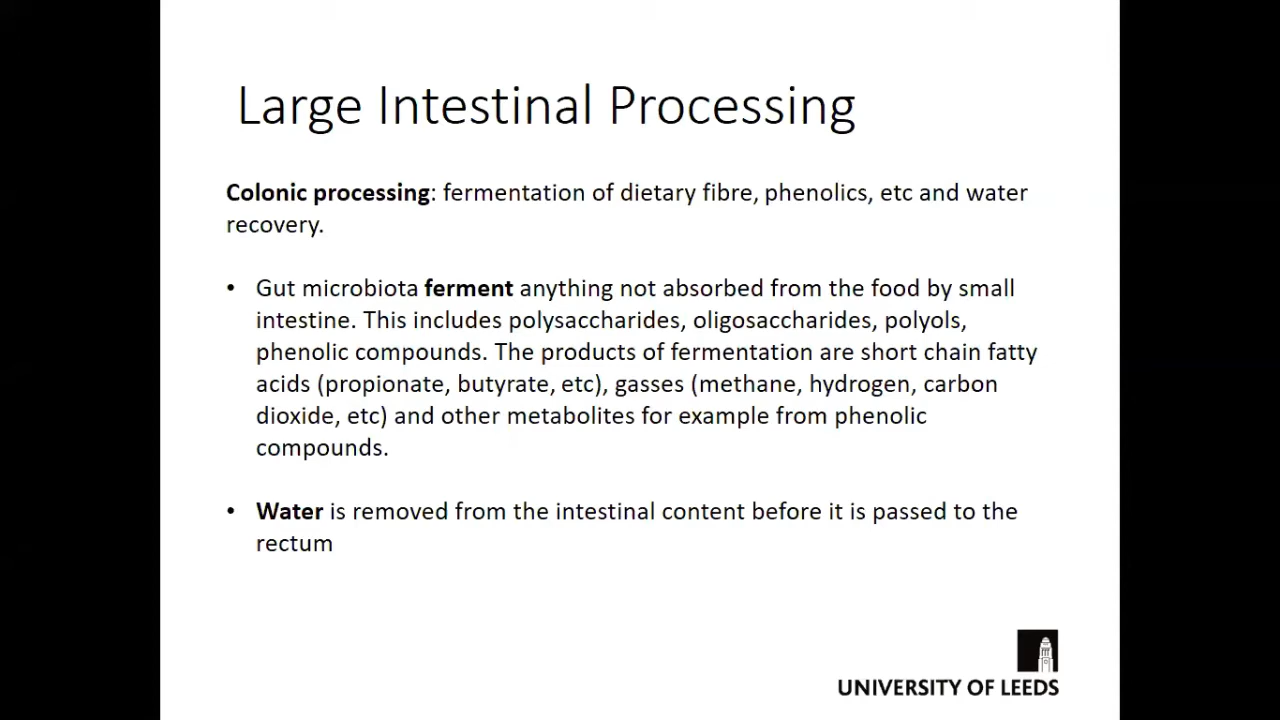 Large Intestinal Processing
Colonic processing: fermentation of dietary fibre, phenolics, etc and water
recovery.
• Gut microbiota ferment anything not absorbed from the food by small
intestine. This includes polysaccharides, oligosaccharides, polyols,
phenolic compounds. The products of fermentation are short chain fatty
acids (propionate, butyrate, etc), gasses (methane, hydrogen, carbon
dioxide, etc) and other metabolites for example from phenolic
compounds.
• Water is removed from the intestinal content before it is passed to the
rectum
UNIVERSITY OF LEEDS